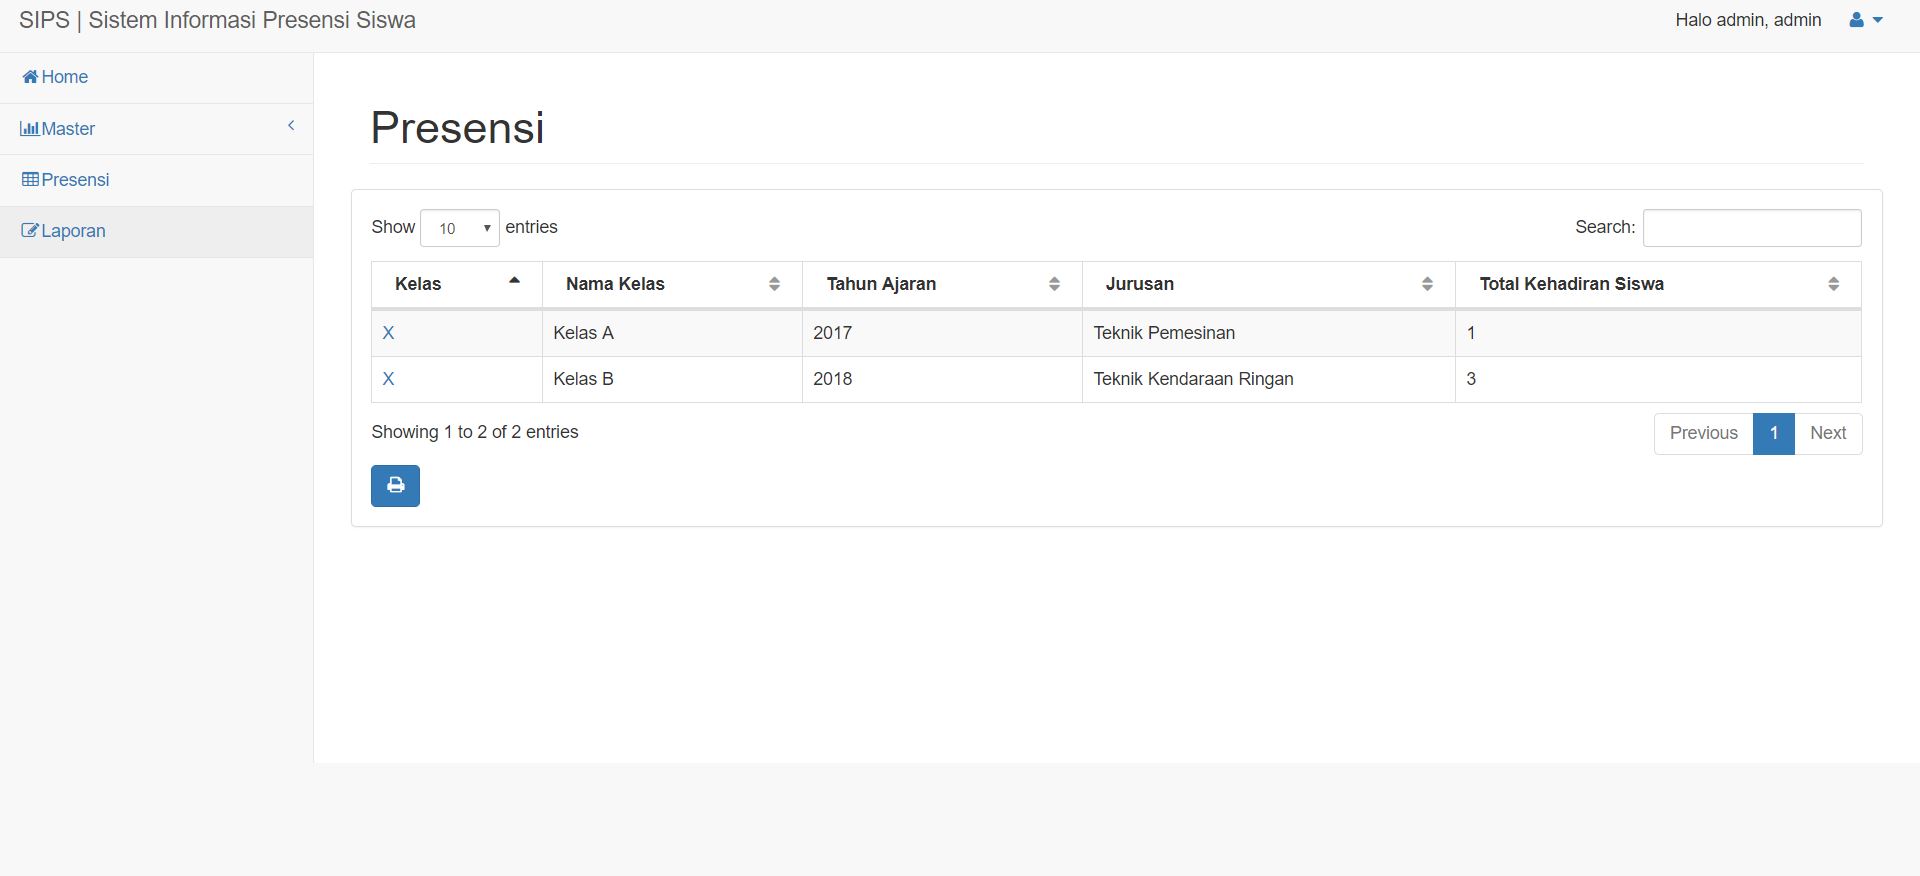 SIPS | Sistem Informasi Presensi Siswa
Halo admin, admin
Home
Master
Presensi
Laporan
Presensi
Show 10 entries
Search:
Kelas Nama Kelas Tahun Ajaran Jurusan Total Kehadiran Siswa
X Kelas A 2017 Teknik Pemesinan 1
X Kelas B 2018 Teknik Kendaraan Ringan 3
Showing 1 to 2 of 2 entries
Previous 1 Next